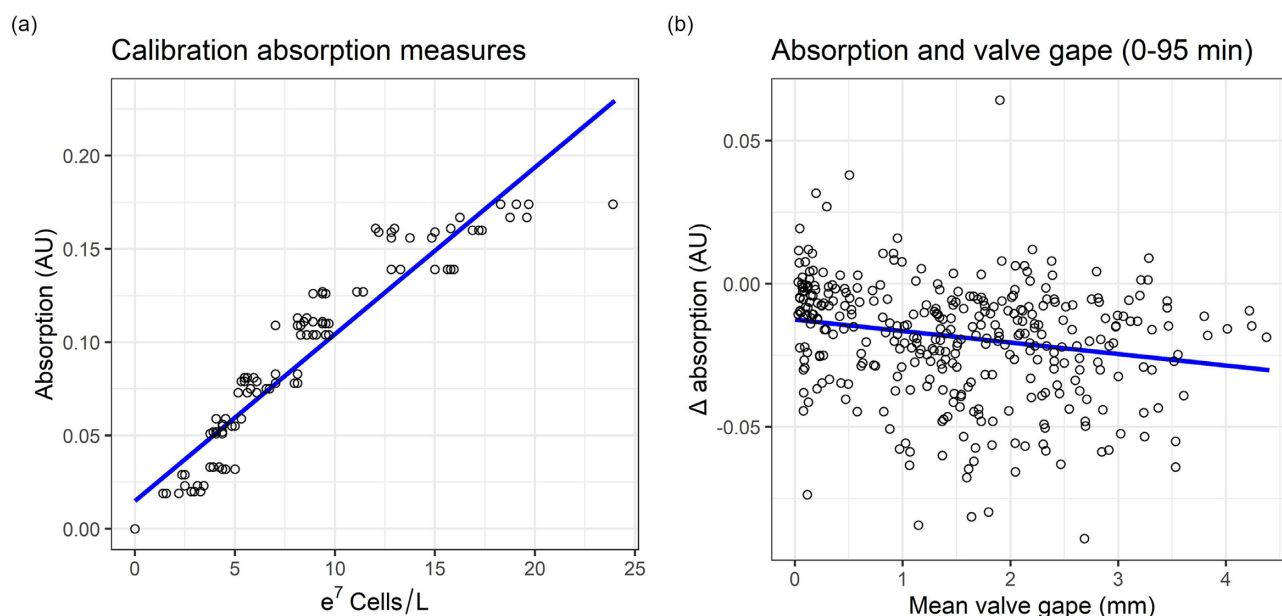 (a)
Calibration absorption measures
Absorption (AU)
0.20
0.15
0.10
0.05
0.00
0 5 10 15 20 25
e⁷ Cells/L
(b)
Absorption and valve gape (0-95 min)
Δ absorption (AU)
0.05
0.00
-0.05
0 1 2 3 4
Mean valve gape (mm)